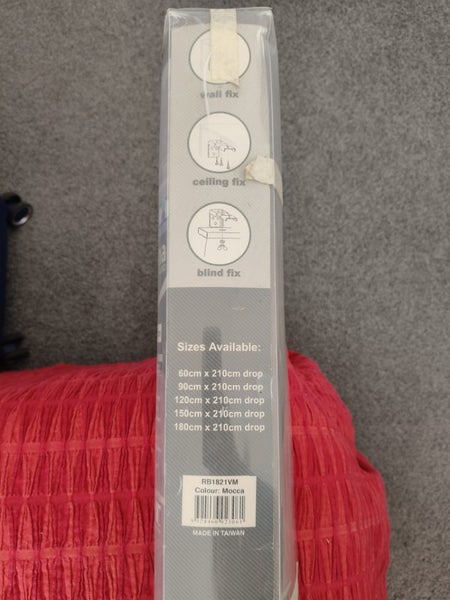 wall fix
ceiling fix
blind fix
Sizes Available:
60cm x 210cm drop
90cm x 210cm drop
120cm x 210cm drop
150cm x 210cm drop
180cm x 210cm drop
RB1821VM
Colour: Mocca
MADE IN TAIWAN